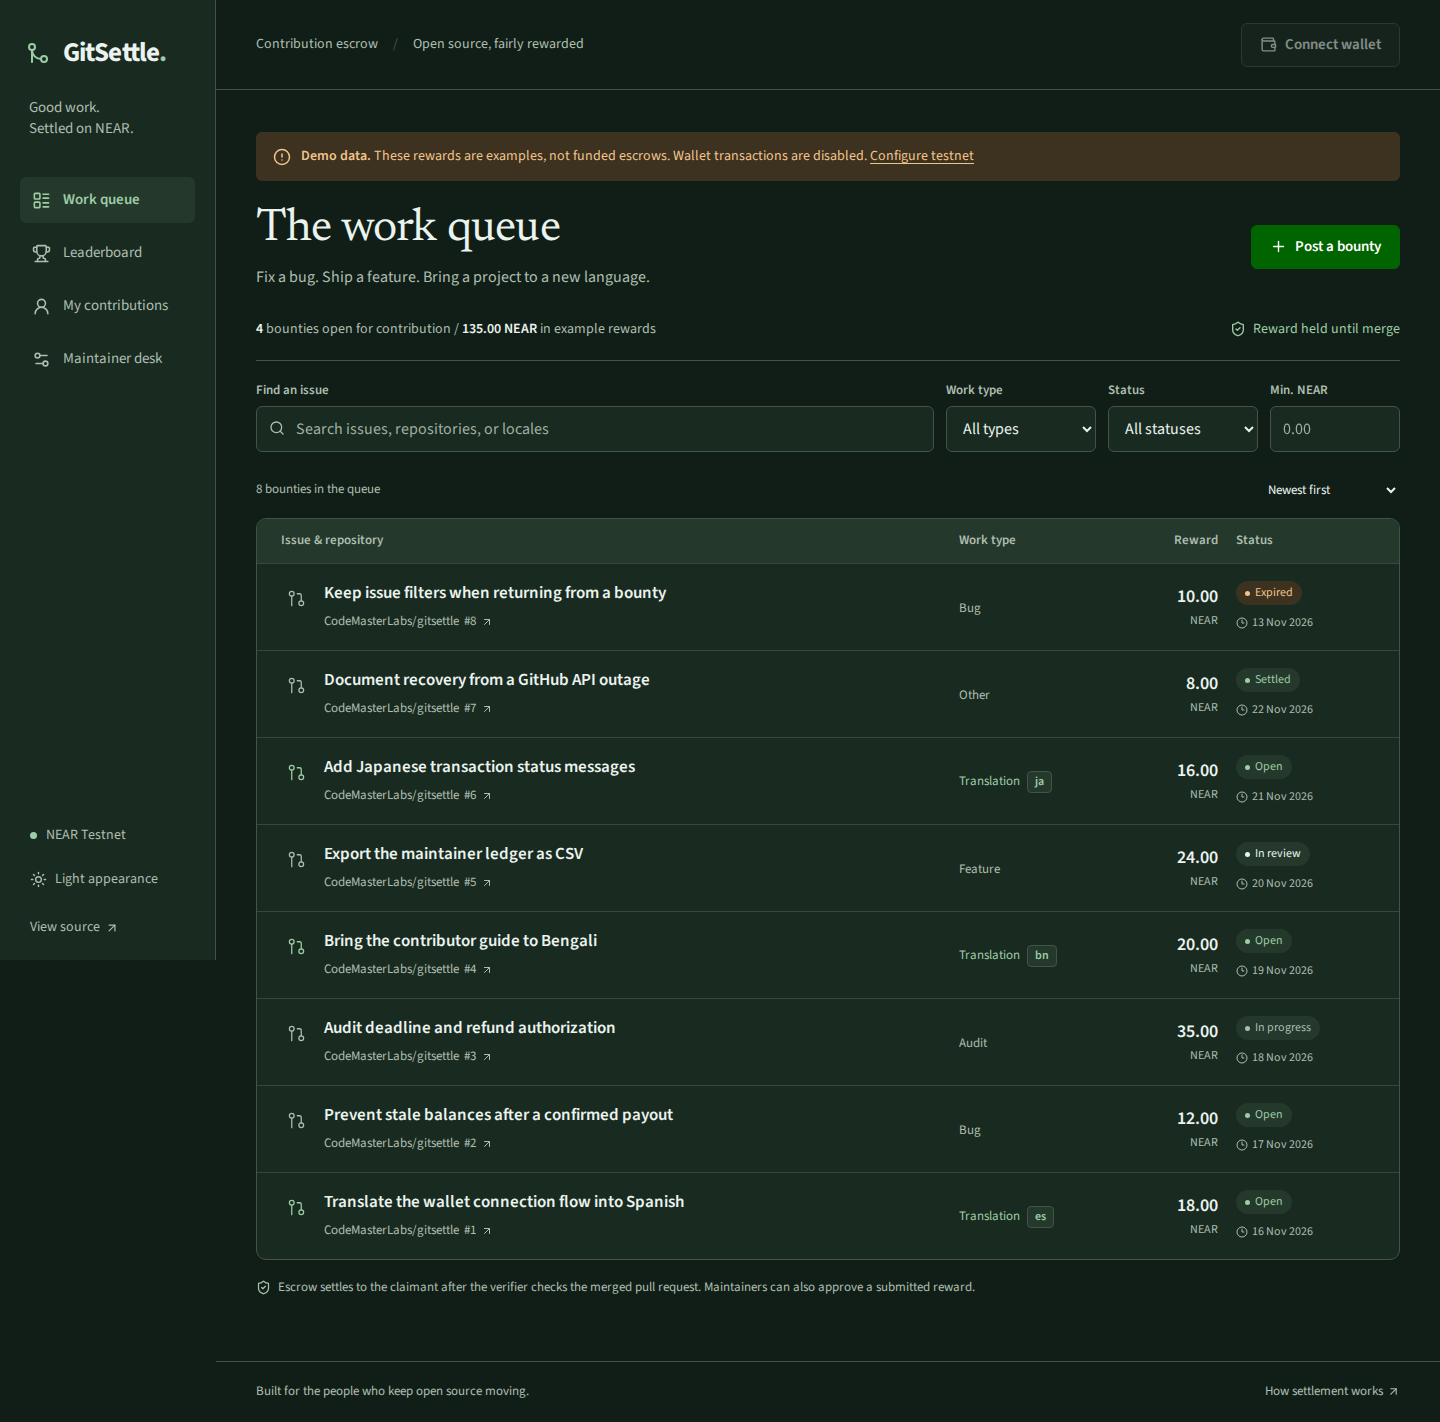 GitSettle.
Good work.
Settled on NEAR.
Work queue
Leaderboard
My contributions
Maintainer desk
NEAR Testnet
Light appearance
View source
Contribution escrow / Open source, fairly rewarded
Connect wallet
Demo data. These rewards are examples, not funded escrows. Wallet transactions are disabled. Configure testnet
The work queue
Fix a bug. Ship a feature. Bring a project to a new language.
Post a bounty
4 bounties open for contribution / 135.00 NEAR in example rewards
Reward held until merge
Find an issue
Work type
Status
Min. NEAR
Search issues, repositories, or locales
All types
All statuses
0.00
8 bounties in the queue
Newest first
Issue & repository
Work type
Reward
Status
Keep issue filters when returning from a bounty
CodeMasterLabs/gitsettle #8
Bug
10.00
NEAR
Expired
13 Nov 2026
Document recovery from a GitHub API outage
CodeMasterLabs/gitsettle #7
Other
8.00
NEAR
Settled
22 Nov 2026
Add Japanese transaction status messages
CodeMasterLabs/gitsettle #6
Translation ja
16.00
NEAR
Open
21 Nov 2026
Export the maintainer ledger as CSV
CodeMasterLabs/gitsettle #5
Feature
24.00
NEAR
In review
20 Nov 2026
Bring the contributor guide to Bengali
CodeMasterLabs/gitsettle #4
Translation bn
20.00
NEAR
Open
19 Nov 2026
Audit deadline and refund authorization
CodeMasterLabs/gitsettle #3
Audit
35.00
NEAR
In progress
18 Nov 2026
Prevent stale balances after a confirmed payout
CodeMasterLabs/gitsettle #2
Bug
12.00
NEAR
Open
17 Nov 2026
Translate the wallet connection flow into Spanish
CodeMasterLabs/gitsettle #1
Translation es
18.00
NEAR
Open
16 Nov 2026
Escrow settles to the claimant after the verifier checks the merged pull request. Maintainers can also approve a submitted reward.
Built for the people who keep open source moving.
How settlement works